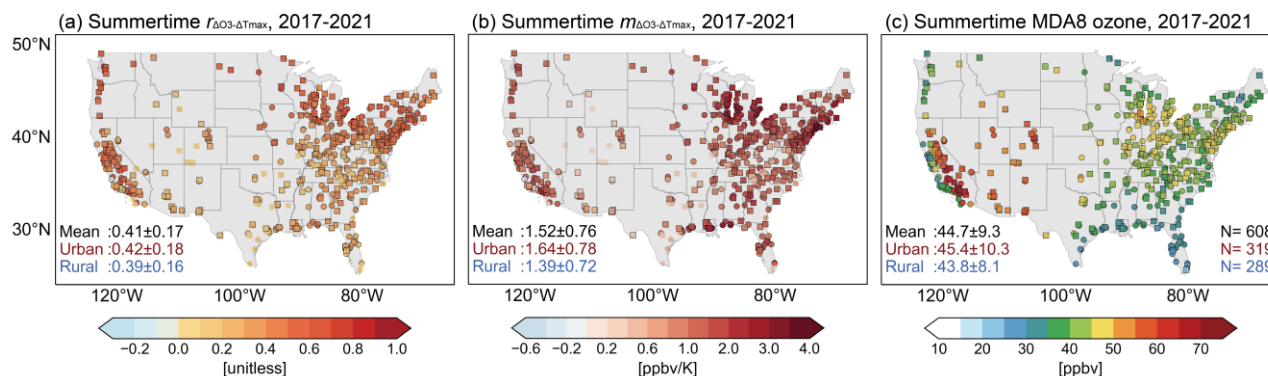 (a) Summertime rΔO3-ΔTmax, 2017-2021
(b) Summertime mΔO3-ΔTmax, 2017-2021
(c) Summertime MDA8 ozone, 2017-2021
50°N
40°N
30°N
Mean :0.41±0.17
Urban :0.42±0.18
Rural :0.39±0.16
Mean :1.52±0.76
Urban :1.64±0.78
Rural :1.39±0.72
Mean :44.7±9.3
Urban :45.4±10.3
Rural :43.8±8.1
N= 608
N= 319
N= 289
120°W 100°W 80°W
120°W 100°W 80°W
120°W 100°W 80°W
−0.2 0.0 0.2 0.4 0.6 0.8 1.0
[unitless]
−0.6 −0.2 0.2 0.6 1.0 2.0 3.0 4.0
[ppbv/K]
10 20 30 40 50 60 70
[ppbv]